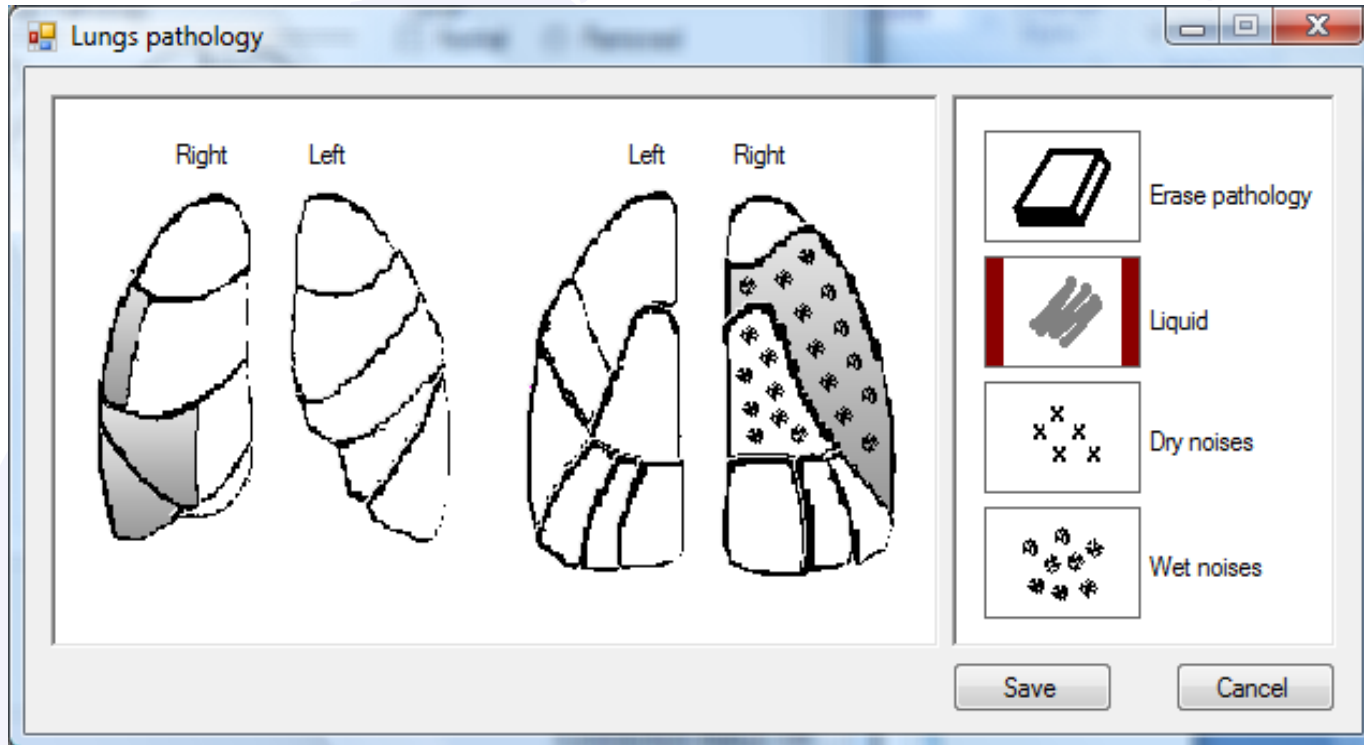 Lungs pathology
Right Left Left Right
Erase pathology
Liquid
Dry noises
Wet noises
Save Cancel